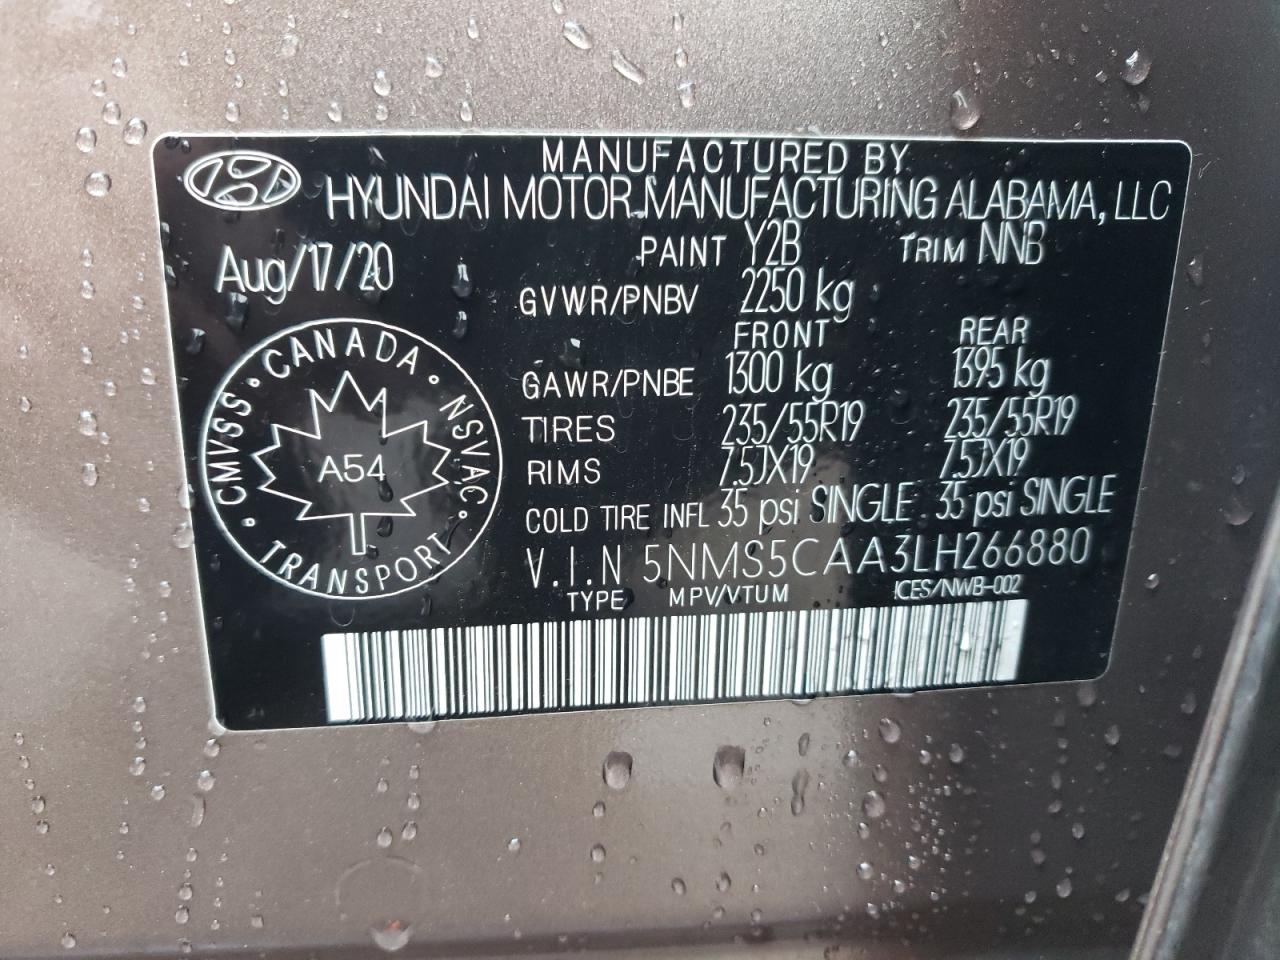 MANUFACTURED BY
HYUNDAI MOTOR MANUFACTURING ALABAMA, LLC
Aug/17/20
PAINT Y2B TRIM NNB
GVWR/PNBV 2250 kg
FRONT REAR
GAWR/PNBE 1300 kg 1395 kg
TIRES 235/55R19 235/55R19
RIMS 7.5JX19 7.5JX19
COLD TIRE INFL 35 psi SINGLE 35 psi SINGLE
V.I.N 5NMS5CAA3LH266880
TYPE MPV/VTUM ICES/NWB-002
CMVSS · CANADA · NSVAC
A54
· TRANSPORT ·